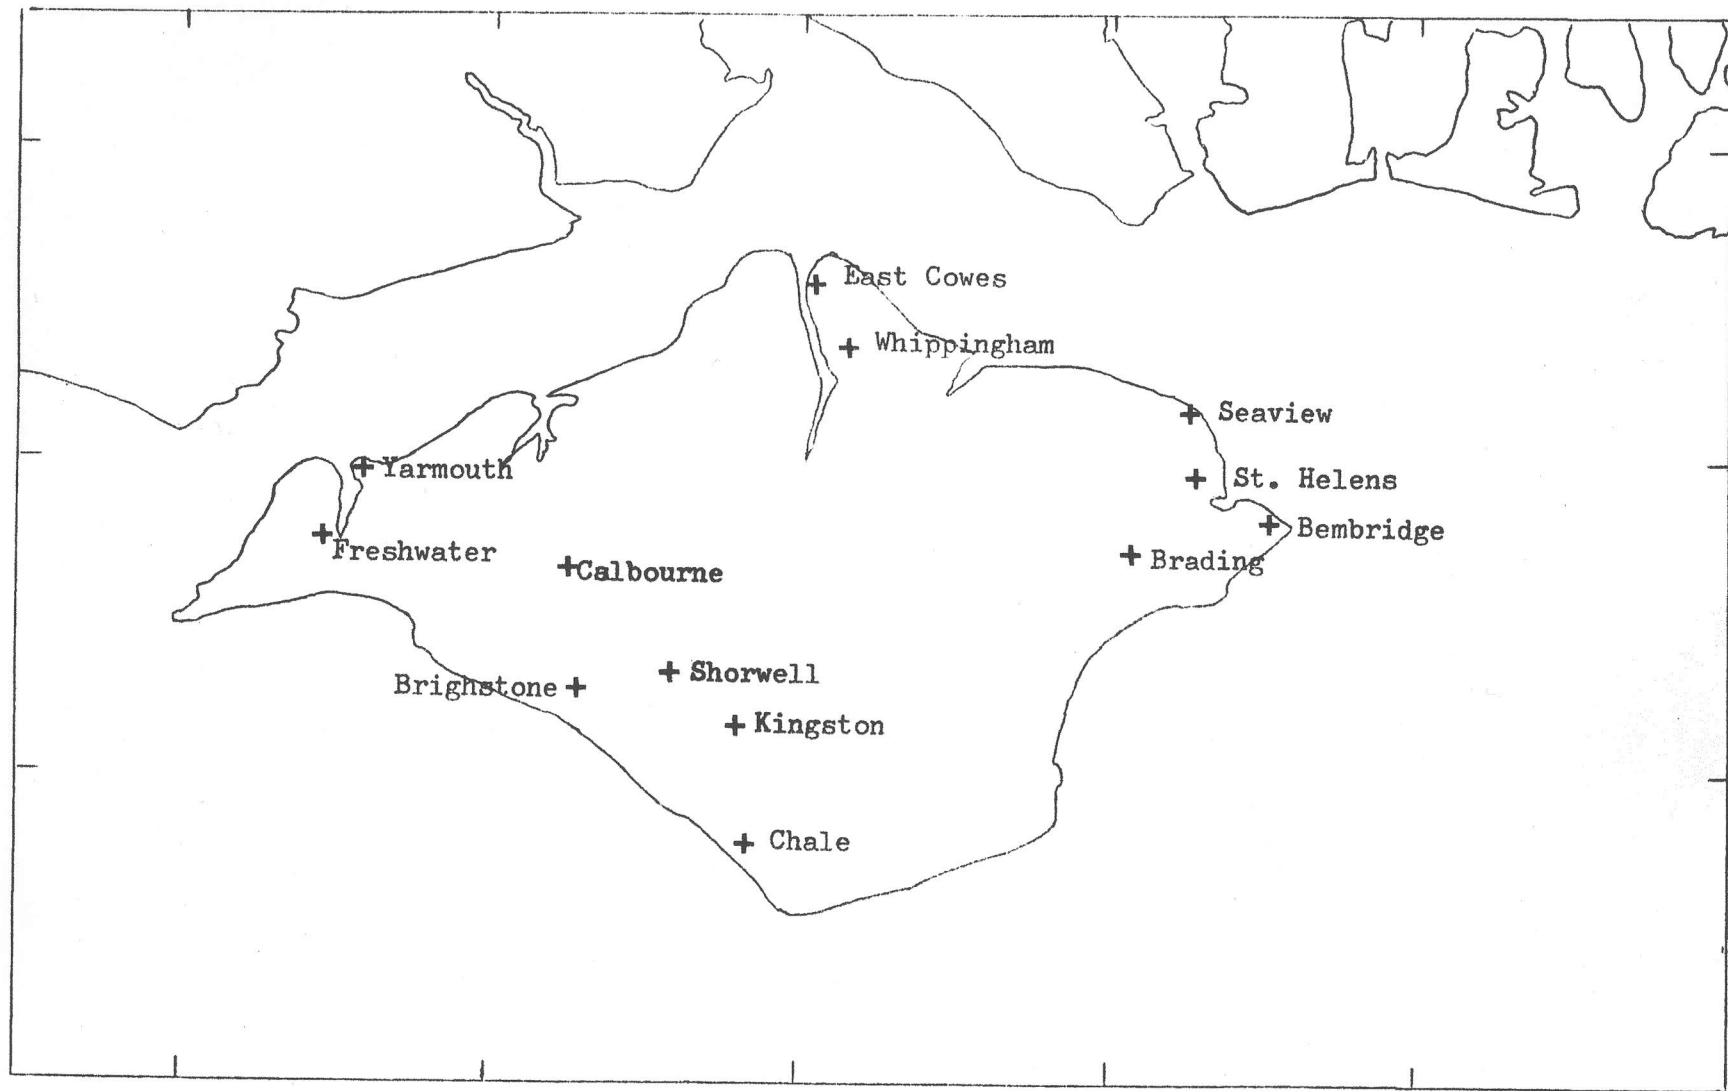 East Cowes
Whippingham
Seaview
Yarmouth
St. Helens
Bembridge
Freshwater
Brading
Calbourne
Shorwell
Brighstone
Kingston
Chale